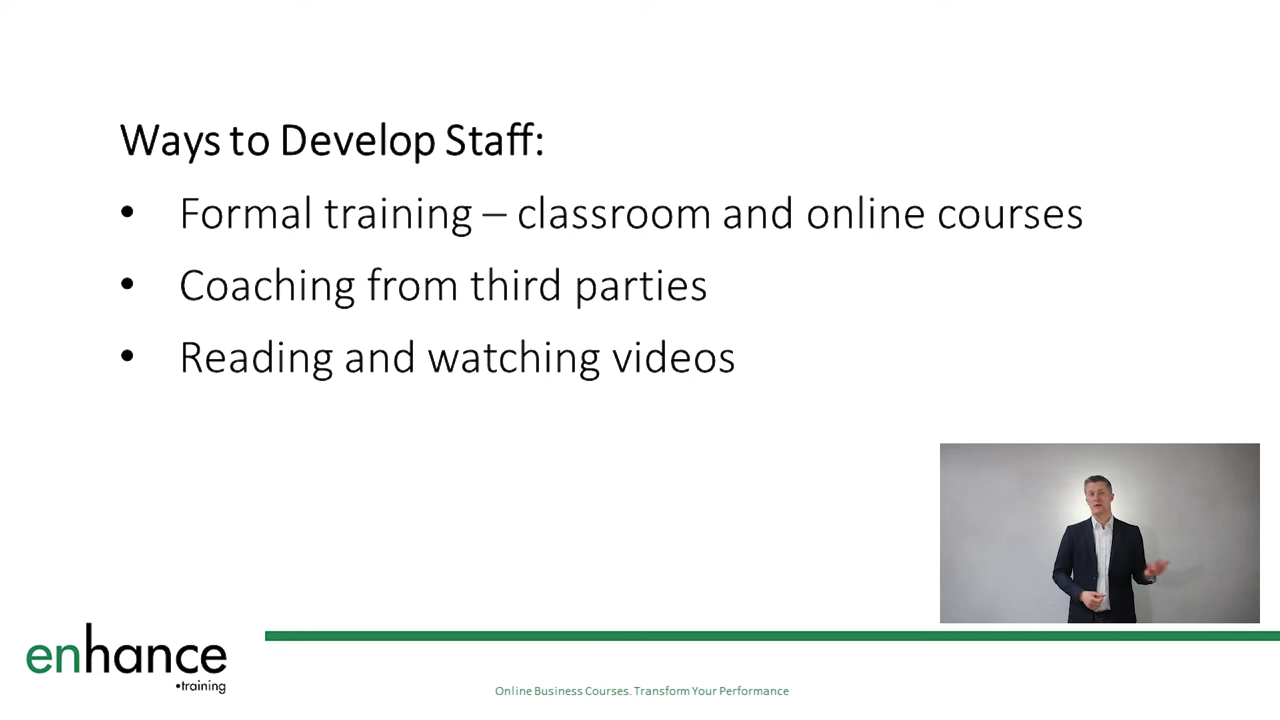 Ways to Develop Staff:
• Formal training – classroom and online courses
• Coaching from third parties
• Reading and watching videos
enhance
•training
Online Business Courses. Transform Your Performance